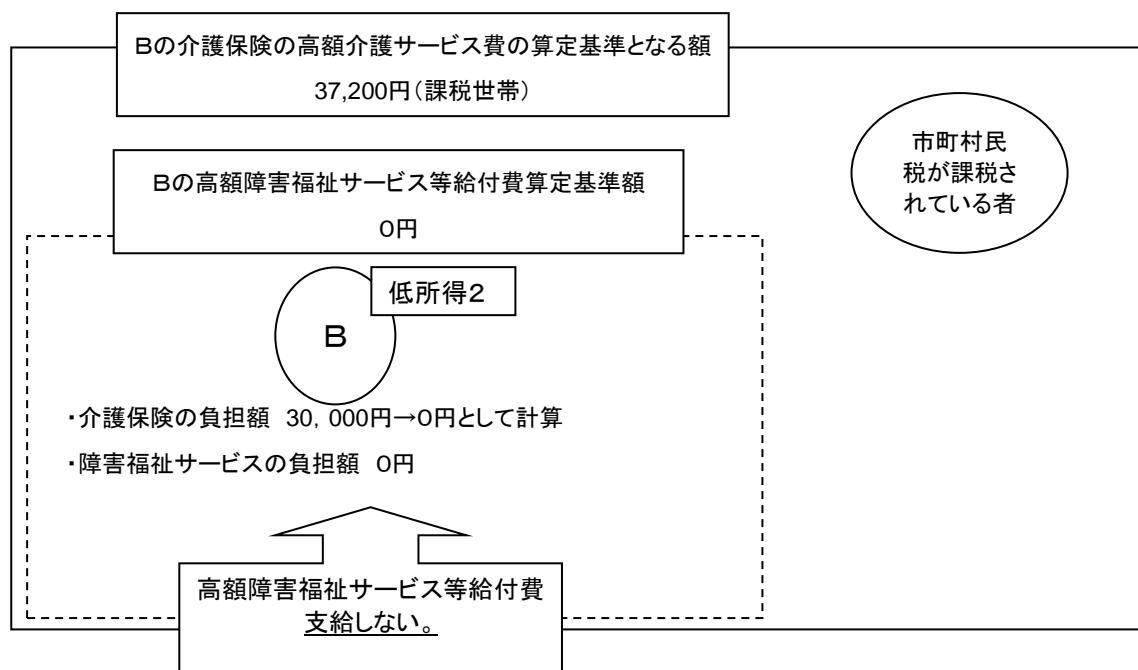 Ｂの介護保険の高額介護サービス費の算定基準となる額
37,200円（課税世帯）
市町村民
税が課税さ
れている者
Ｂの高額障害福祉サービス等給付費算定基準額
０円
低所得２
Ｂ
・介護保険の負担額　30，000円→０円として計算
・障害福祉サービスの負担額　０円
高額障害福祉サービス等給付費
支給しない。